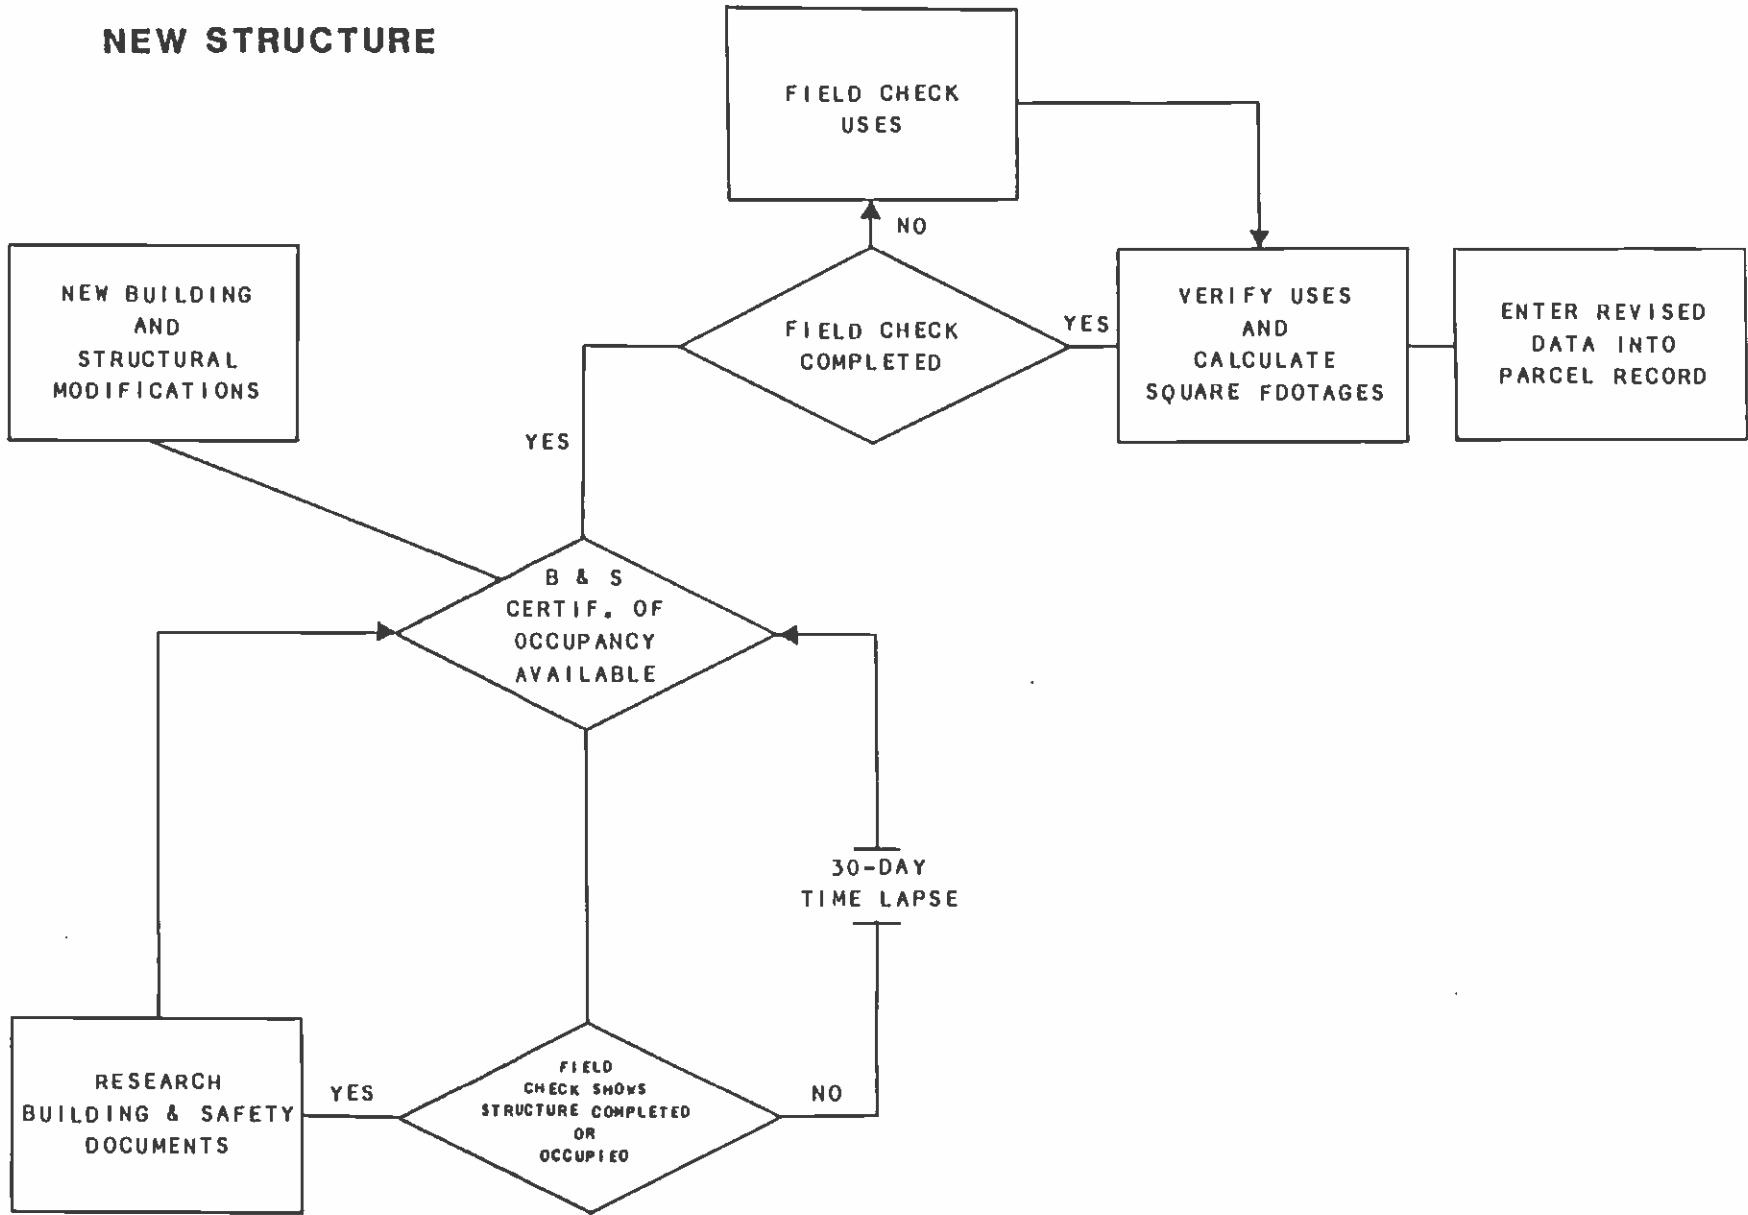 NEW STRUCTURE
FIELD CHECK
USES
NO
NEW BUILDING
AND
STRUCTURAL
MODIFICATIONS
FIELD CHECK
COMPLETED
YES
VERIFY USES
AND
CALCULATE
SQUARE FDOTAGES
ENTER REVISED
DATA INTO
PARCEL RECORD
YES
B & S
CERTIF. OF
OCCUPANCY
AVAILABLE
30-DAY
TIME LAPSE
RESEARCH
BUILDING & SAFETY
DOCUMENTS
YES
FIELD
CHECK SHOWS
STRUCTURE COMPLETED
OR
OCCUPIED
NO